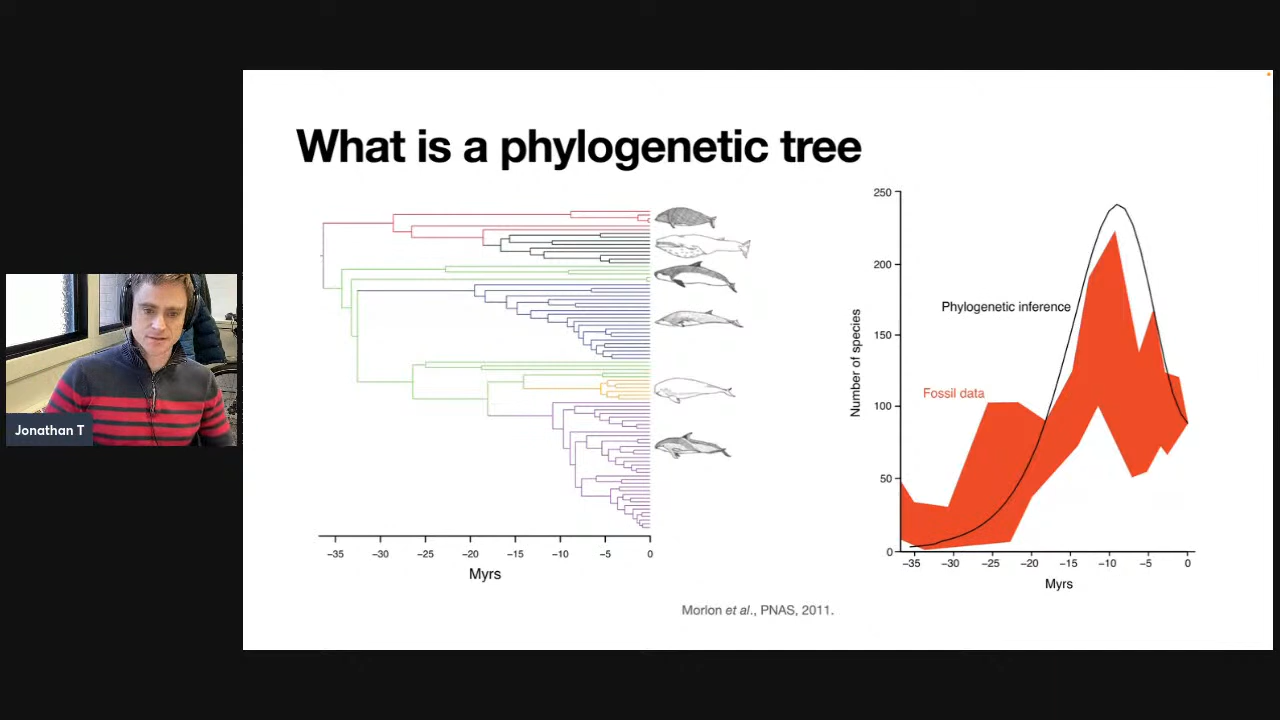 What is a phylogenetic tree
Jonathan T
-35
-30
-25
-20
-15
-10
-5
0
Myrs
250
200
150
100
50
0
Number of species
Phylogenetic inference
Fossil data
-35
-30
-25
-20
-15
-10
-5
0
Myrs
Morlon et al., PNAS, 2011.